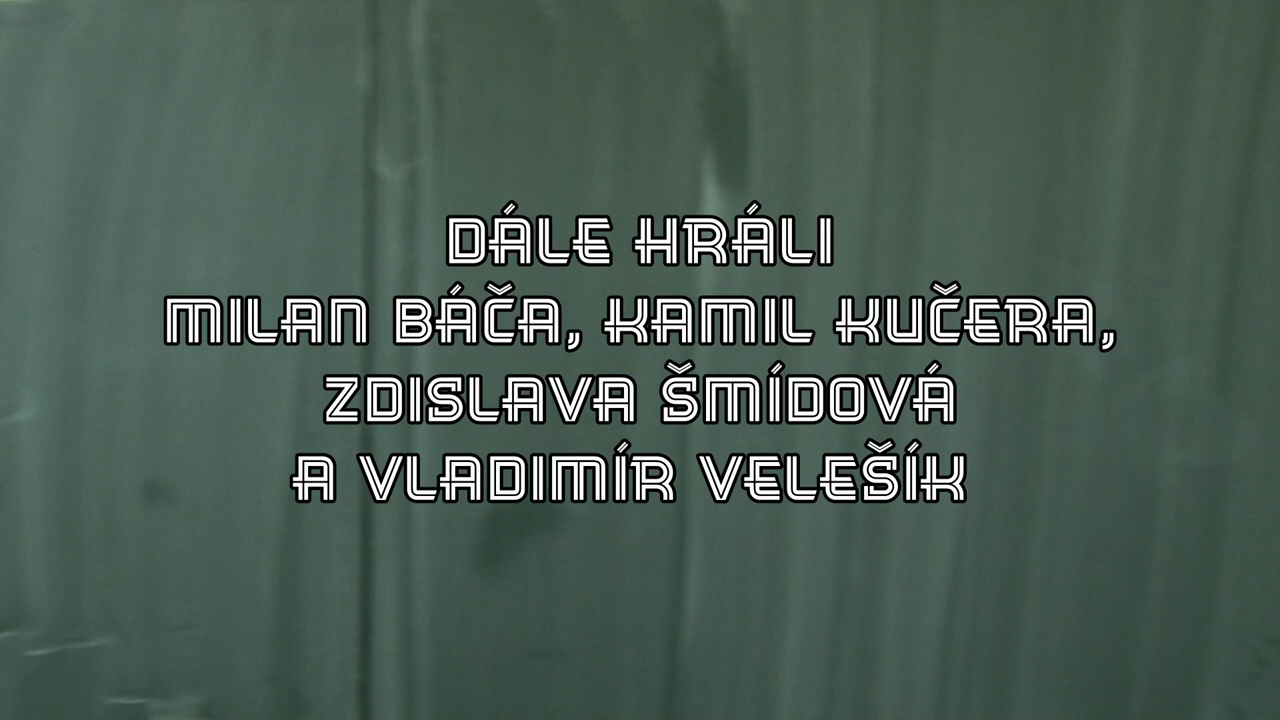 DÁLE HRÁLI
MILAN BÁČA, KAMIL KUČERA,
ZDISLAVA ŠMÍDOVÁ
A VLADIMÍR VELEŠÍK